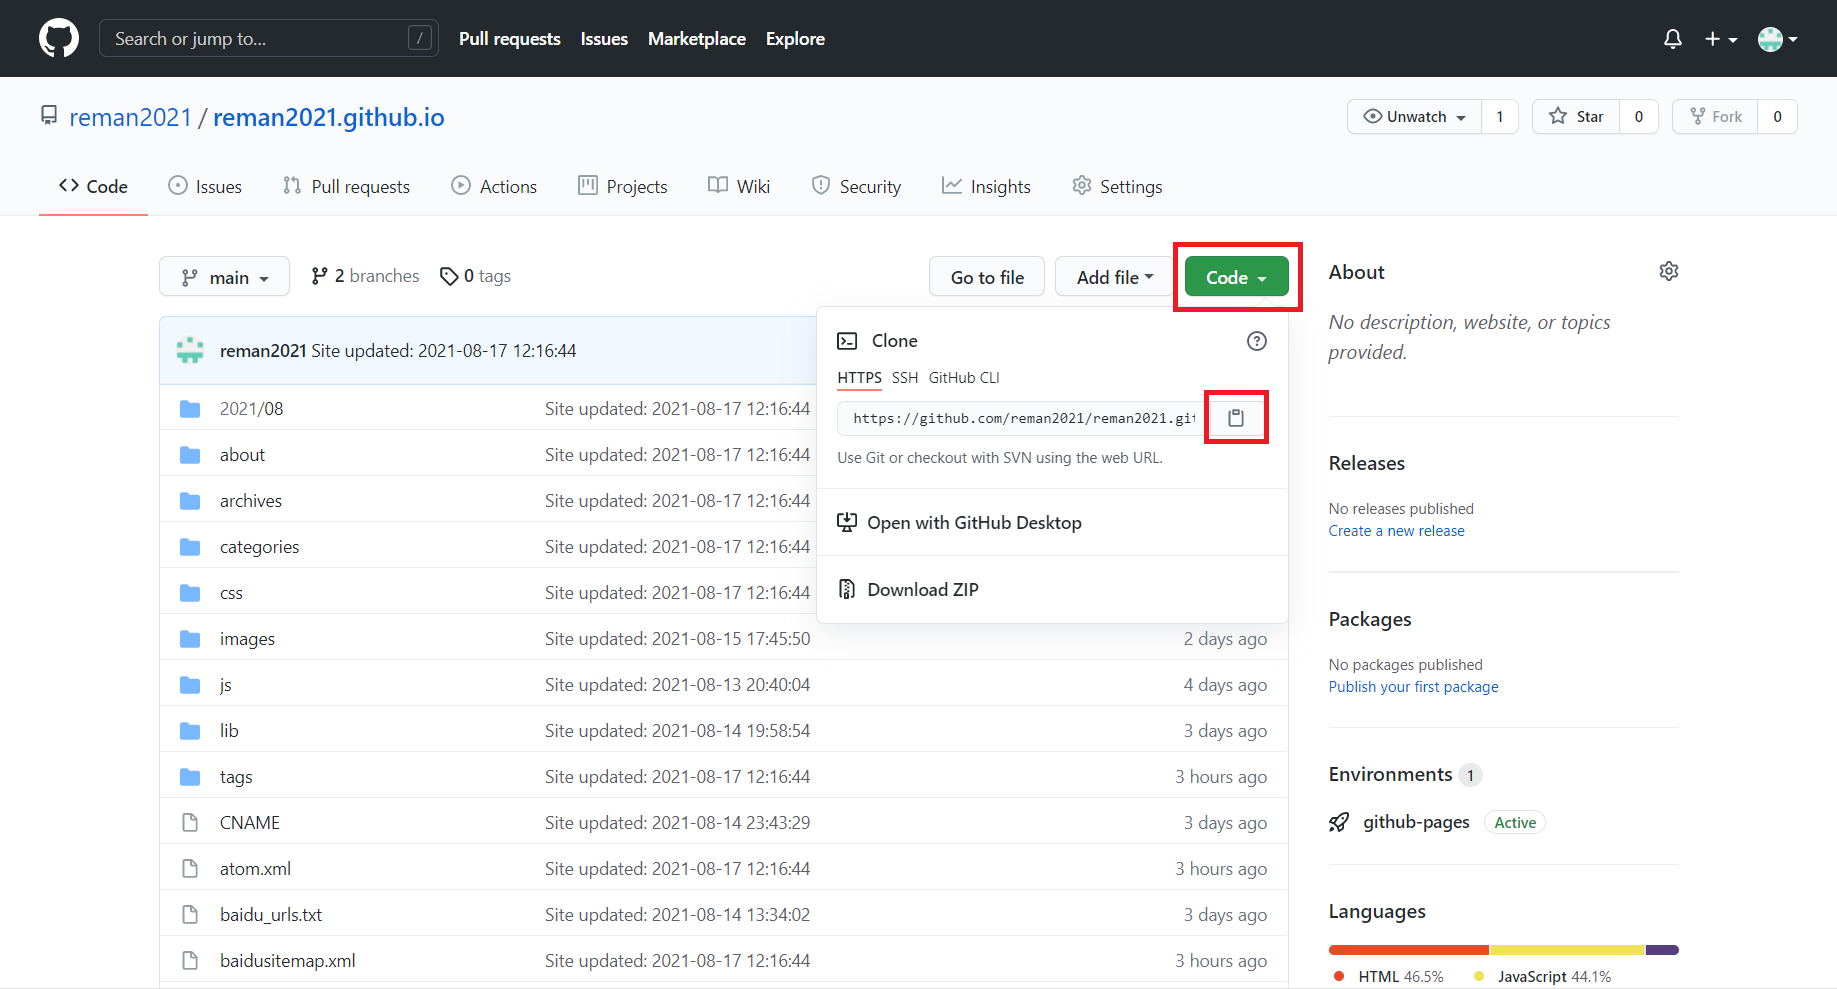 Search or jump to... /
Pull requests Issues Marketplace Explore
reman2021 / reman2021.github.io
Unwatch 1 Star 0 Fork 0
Code Issues Pull requests Actions Projects Wiki Security Insights Settings
main 2 branches 0 tags
Go to file Add file Code
reman2021 Site updated: 2021-08-17 12:16:44
2021/08 Site updated: 2021-08-17 12:16:44
about Site updated: 2021-08-17 12:16:44
archives Site updated: 2021-08-17 12:16:44
categories Site updated: 2021-08-17 12:16:44
css Site updated: 2021-08-17 12:16:44
images Site updated: 2021-08-15 17:45:50 2 days ago
js Site updated: 2021-08-13 20:40:04 4 days ago
lib Site updated: 2021-08-14 19:58:54 3 days ago
tags Site updated: 2021-08-17 12:16:44 3 hours ago
CNAME Site updated: 2021-08-14 23:43:29 3 days ago
atom.xml Site updated: 2021-08-17 12:16:44 3 hours ago
baidu_urls.txt Site updated: 2021-08-14 13:34:02 3 days ago
baidusitemap.xml Site updated: 2021-08-17 12:16:44 3 hours ago
Clone
HTTPS SSH GitHub CLI
https://github.com/reman2021/reman2021.git
Use Git or checkout with SVN using the web URL.
Open with GitHub Desktop
Download ZIP
About
No description, website, or topics
provided.
Releases
No releases published
Create a new release
Packages
No packages published
Publish your first package
Environments 1
github-pages Active
Languages
HTML 46.5% JavaScript 44.1%